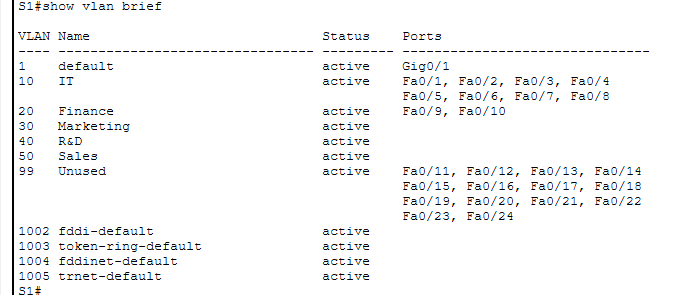 S1#show vlan brief
VLAN Name                             Status    Ports
---- -------------------------------- --------- -------------------------------
1    default                          active    Gig0/1
10   IT                               active    Fa0/1, Fa0/2, Fa0/3, Fa0/4
                                                Fa0/5, Fa0/6, Fa0/7, Fa0/8
20   Finance                          active    Fa0/9, Fa0/10
30   Marketing                        active
40   R&D                              active
50   Sales                            active
99   Unused                           active    Fa0/11, Fa0/12, Fa0/13, Fa0/14
                                                Fa0/15, Fa0/16, Fa0/17, Fa0/18
                                                Fa0/19, Fa0/20, Fa0/21, Fa0/22
                                                Fa0/23, Fa0/24
1002 fddi-default                     active
1003 token-ring-default               active
1004 fddinet-default                  active
1005 trnet-default                    active
S1#